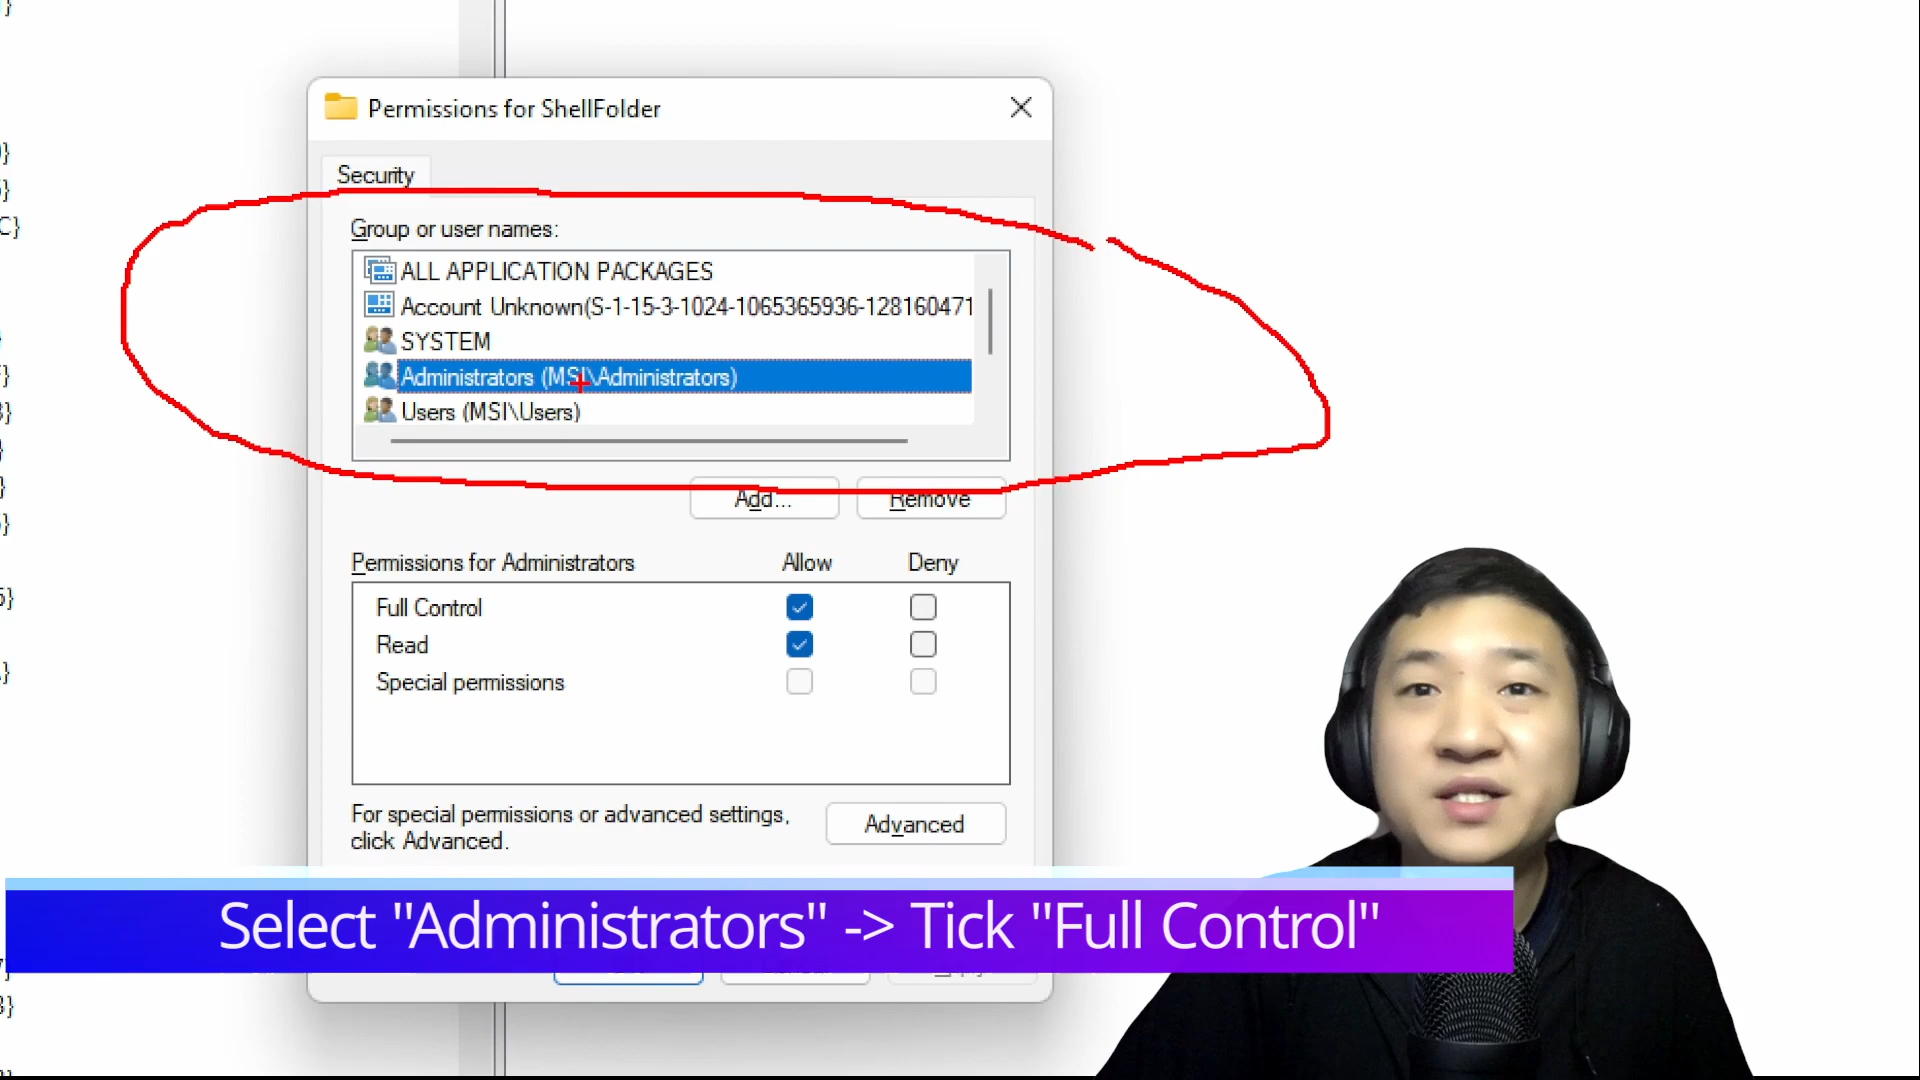 Permissions for ShellFolder
Security
Group or user names:
ALL APPLICATION PACKAGES
Account Unknown(S-1-15-3-1024-1065365936-128160471
SYSTEM
Administrators (MSI\Administrators)
Users (MSI\Users)
Add... Remove
Permissions for Administrators Allow Deny
Full Control
Read
Special permissions
For special permissions or advanced settings,
click Advanced.
Advanced
Select "Administrators" -> Tick "Full Control"